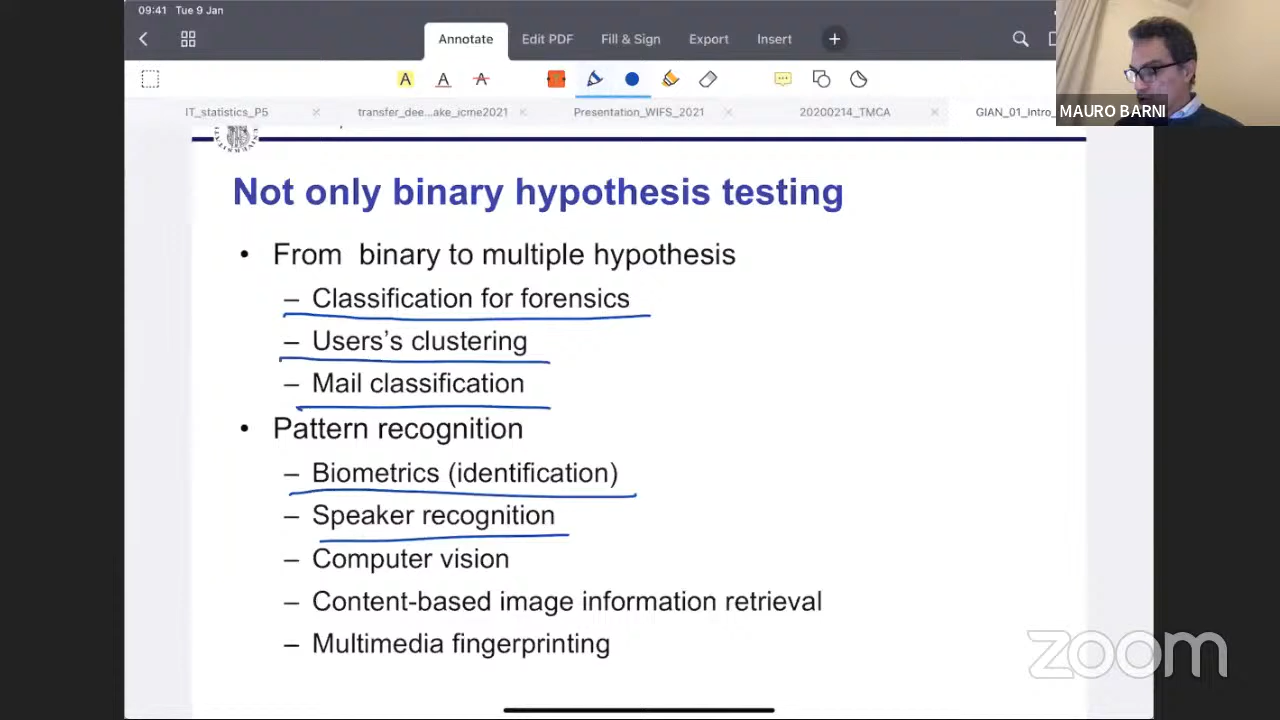 09:41 Tue 9 Jan
Annotate Edit PDF Fill & Sign Export Insert +
A A A
MAURO BARNI
IT_statistics_P5 × transfer_dee...ake_icme2021 × Presentation_WIFS_2021 × 20200214_TMCA × GIAN_01_Intro_
Not only binary hypothesis testing
• From binary to multiple hypothesis
– Classification for forensics
– Users's clustering
– Mail classification
• Pattern recognition
– Biometrics (identification)
– Speaker recognition
– Computer vision
– Content-based image information retrieval
– Multimedia fingerprinting
zoom